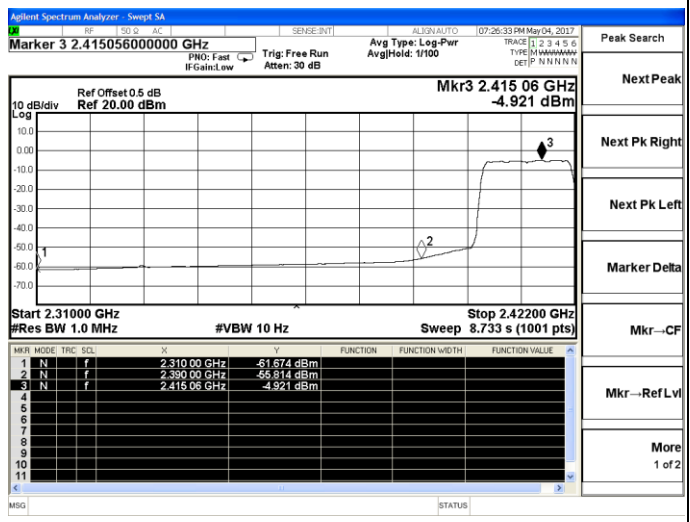 Agilent Spectrum Analyzer - Swept SA
RF 50 Ω AC SENSE:INT ALIGN AUTO 07:26:33 PM May 04, 2017
Marker 3 2.415056000000 GHz
PNO: Fast
IFGain:Low
Trig: Free Run
Atten: 30 dB
Avg Type: Log-Pwr
Avg|Hold: 1/100
TRACE 1 2 3 4 5 6
TYPE M WWWWW
DET P N N N N N
Peak Search
Next Peak
Next Pk Right
Next Pk Left
Marker Delta
Mkr→CF
Mkr→Ref Lvl
More
1 of 2
Ref Offset 0.5 dB
10 dB/div Ref 20.00 dBm
Log
Mkr3 2.415 06 GHz
-4.921 dBm
10.0
0.00
-10.0
-20.0
-30.0
-40.0
-50.0
-60.0
-70.0
1
2
3
Start 2.31000 GHz Stop 2.42200 GHz
#Res BW 1.0 MHz #VBW 10 Hz Sweep 8.733 s (1001 pts)
MKR MODE TRC SCL X Y FUNCTION FUNCTION WIDTH FUNCTION VALUE
1 N f 2.310 00 GHz -61.674 dBm
2 N f 2.390 00 GHz -55.814 dBm
3 N f 2.415 06 GHz -4.921 dBm
4
5
6
7
8
9
10
11
MSG STATUS